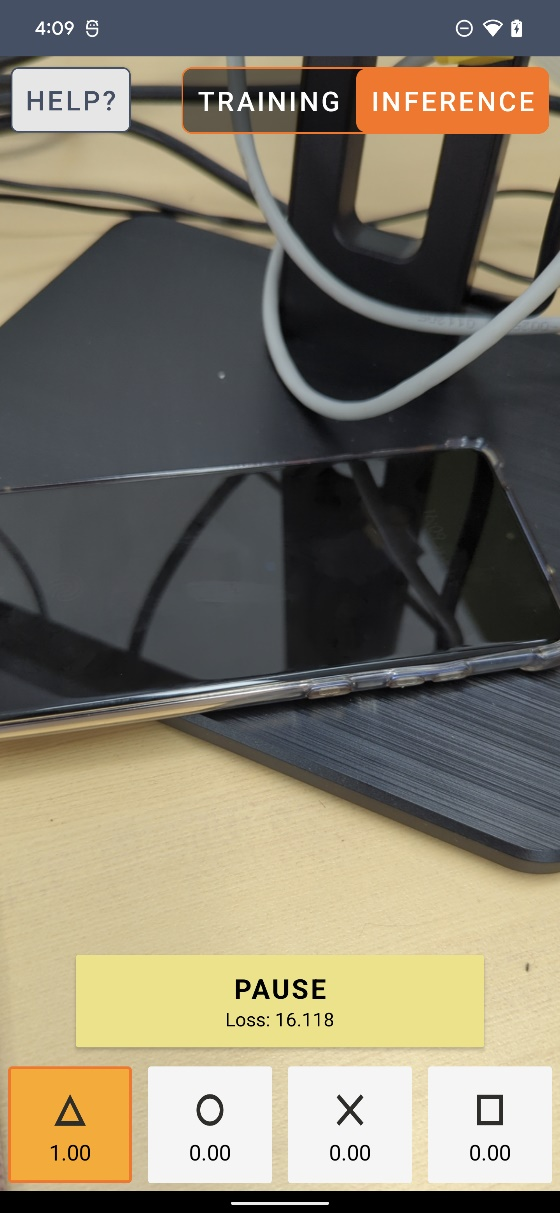 4:09
HELP?
TRAINING
INFERENCE
PAUSE
Loss: 16.118
1.00
0.00
0.00
0.00